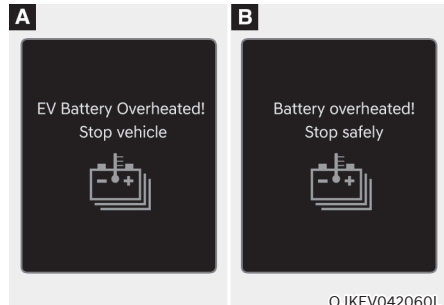 A
EV Battery Overheated!
Stop vehicle
B
Battery overheated!
Stop safely
OJKEV042060L